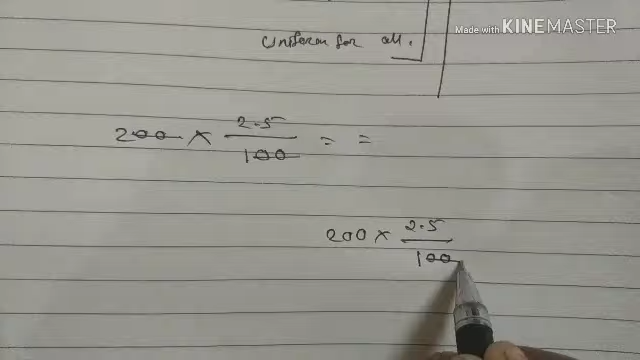 Made with KINEMASTER
Uniform for all.
200 × 2.5/100 = =
200 × 2.5/100